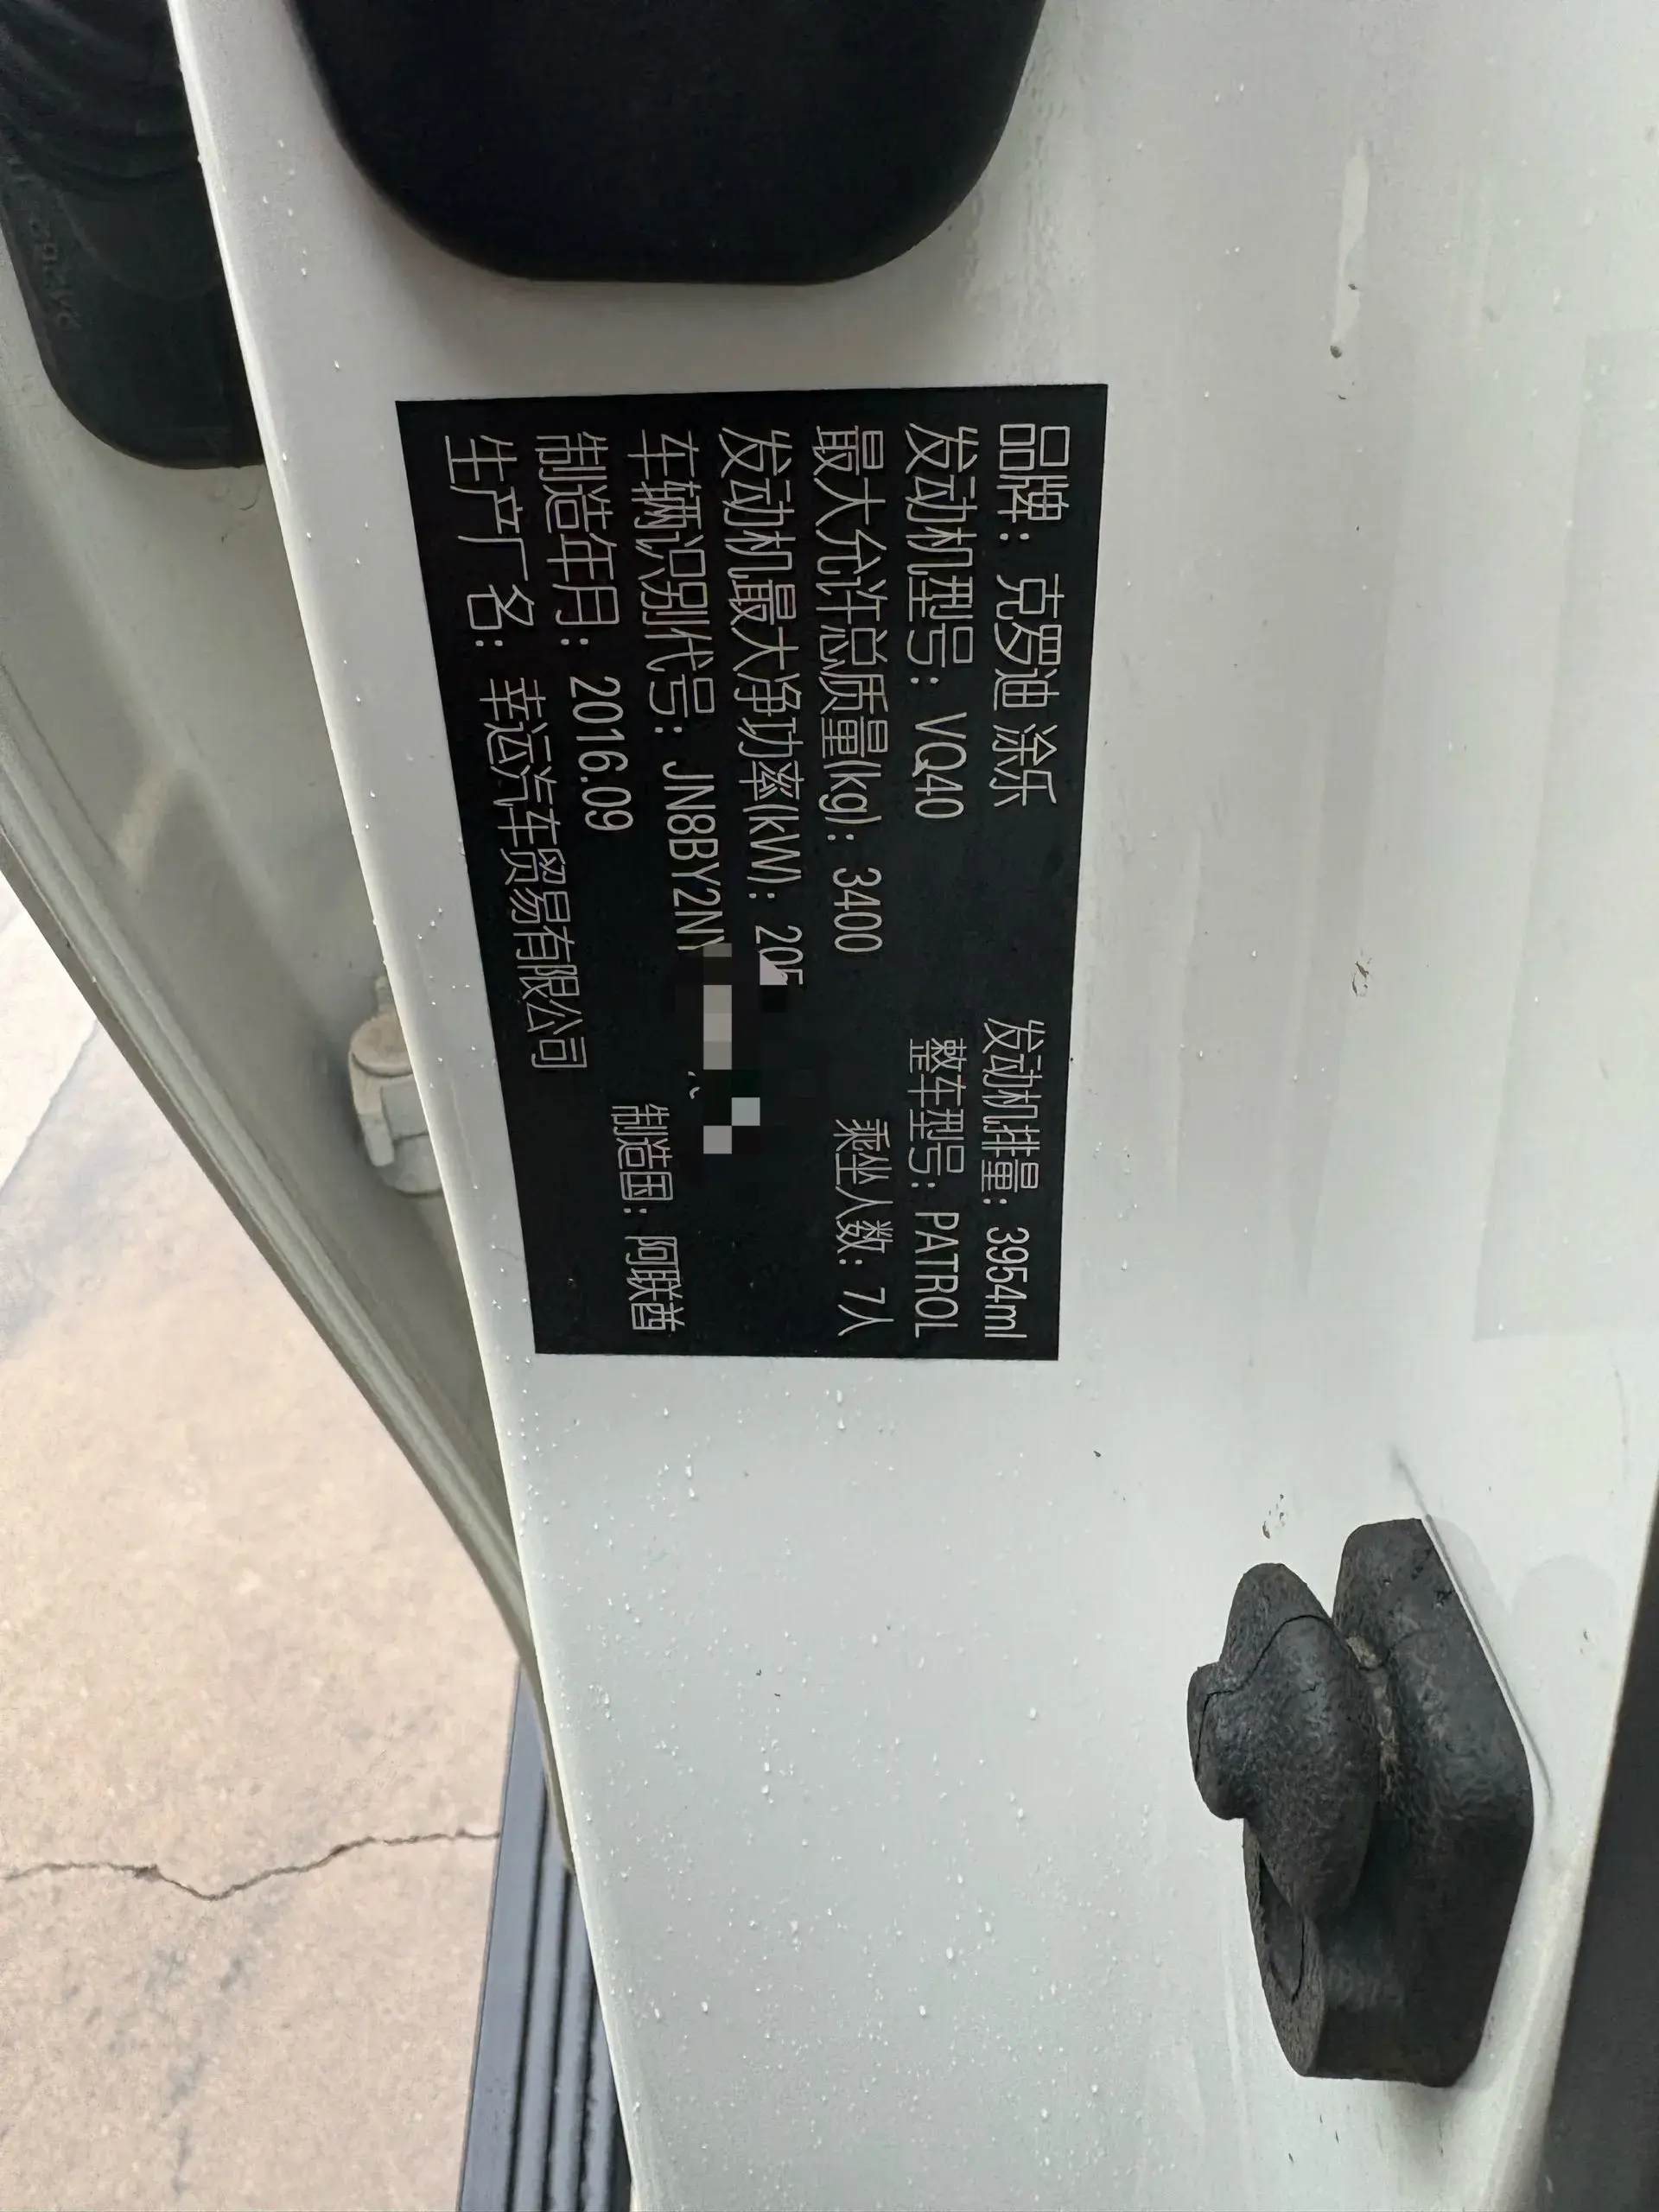 品牌：克罗迪 涂乐 发动机排量：3954ml
发动机型号：VQ40 整车型号：PATROL
最大允许总质量(kg)：3400 乘坐人数：7人
发动机最大净功率(kW)：205
车辆识别代号：JN8BY2NY
制造年月：2016.09 制造国：阿联酋
生产厂名：幸运汽车贸易有限公司